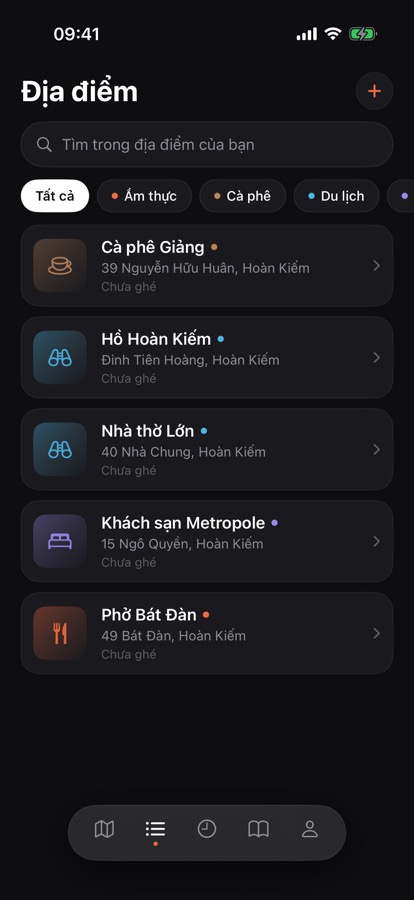 09:41
Địa điểm
Tìm trong địa điểm của bạn
Tất cả
Ẩm thực
Cà phê
Du lịch
Cà phê Giảng
39 Nguyễn Hữu Huân, Hoàn Kiếm
Chưa ghé
Hồ Hoàn Kiếm
Đinh Tiên Hoàng, Hoàn Kiếm
Chưa ghé
Nhà thờ Lớn
40 Nhà Chung, Hoàn Kiếm
Chưa ghé
Khách sạn Metropole
15 Ngô Quyền, Hoàn Kiếm
Chưa ghé
Phở Bát Đàn
49 Bát Đàn, Hoàn Kiếm
Chưa ghé